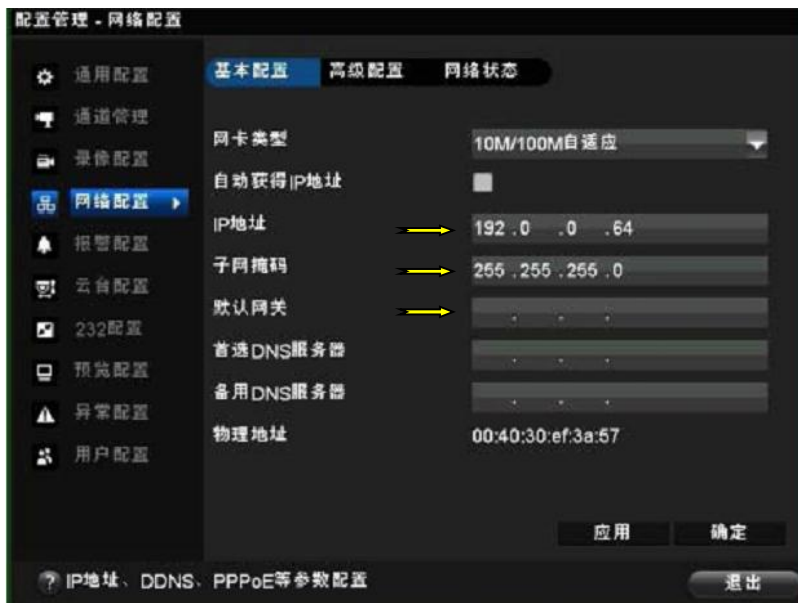 配置管理 - 网络配置
通用配置
通道管理
录像配置
网络配置
报警配置
云台配置
232配置
预览配置
异常配置
用户配置
基本配置 高级配置 网络状态
网卡类型 10M/100M自适应
自动获得IP地址
IP地址 192 .0 .0 .64
子网掩码 255 .255 .255 .0
默认网关 . . .
首选DNS服务器 . . .
备用DNS服务器 . . .
物理地址 00:40:30:ef:3a:57
应用 确定
? IP地址、DDNS、PPPoE等参数配置 退出